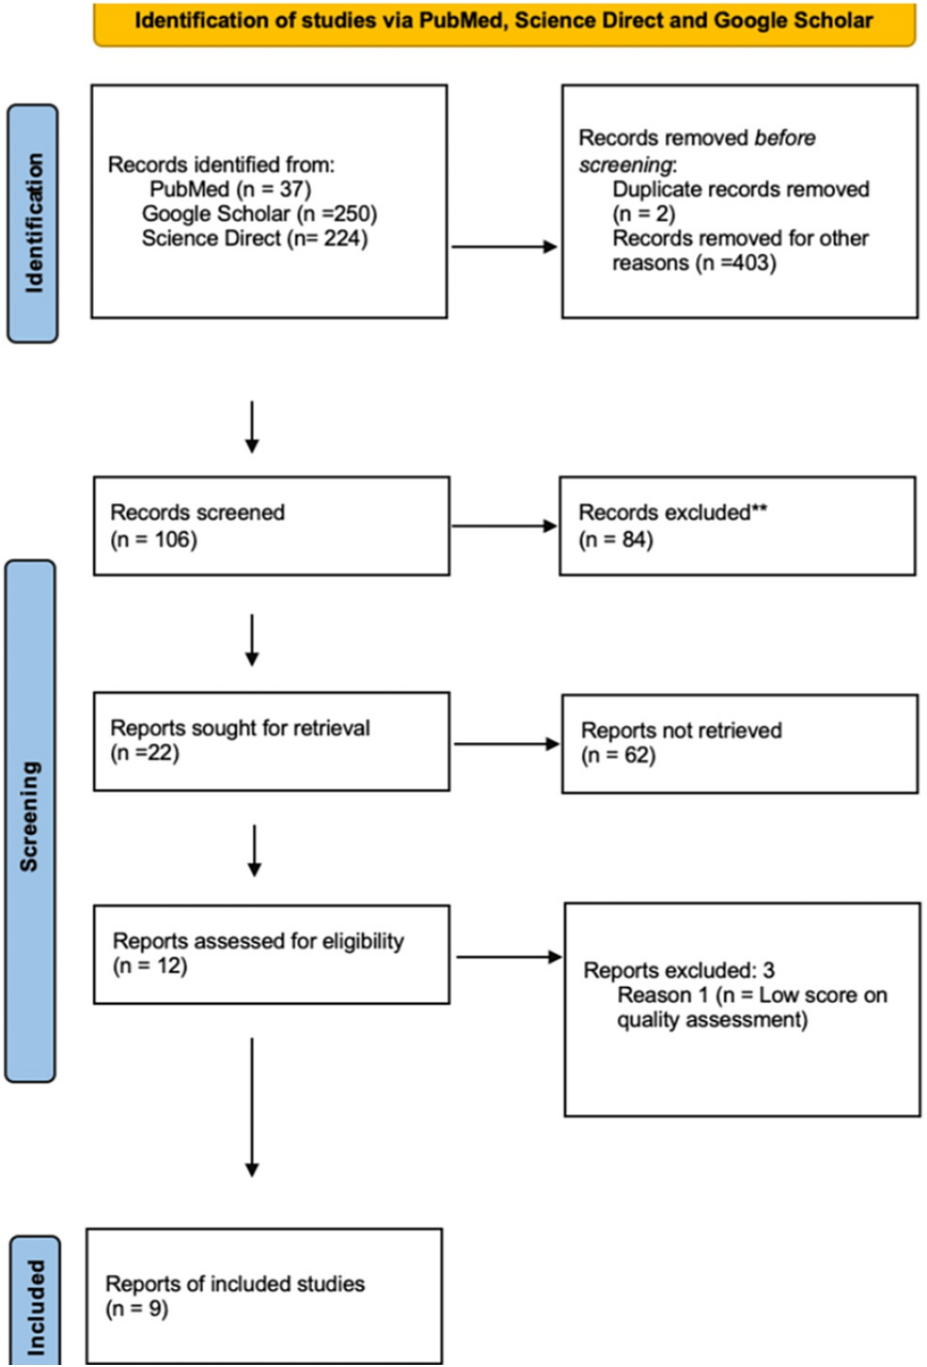 Identification of studies via PubMed, Science Direct and Google Scholar
Identification
Records identified from:
PubMed (n = 37)
Google Scholar (n =250)
Science Direct (n= 224)
Records removed before
screening:
Duplicate records removed
(n = 2)
Records removed for other
reasons (n =403)
Screening
Records screened
(n = 106)
Records excluded**
(n = 84)
Reports sought for retrieval
(n =22)
Reports not retrieved
(n = 62)
Reports assessed for eligibility
(n = 12)
Reports excluded: 3
Reason 1 (n = Low score on
quality assessment)
Included
Reports of included studies
(n = 9)